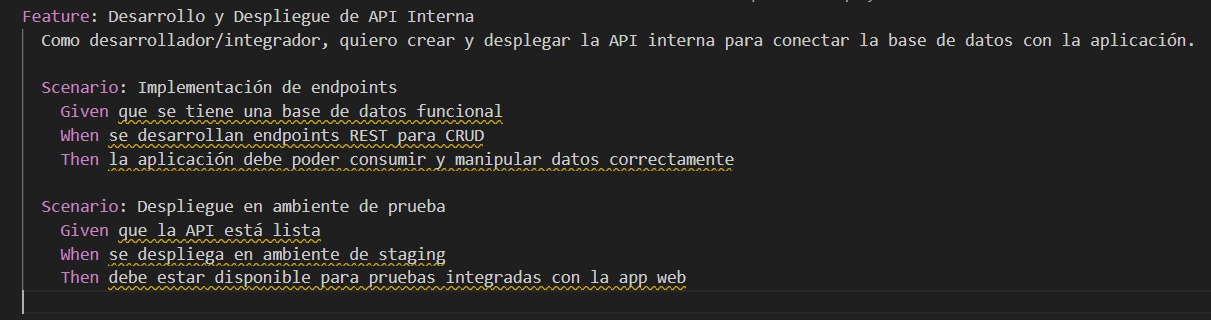 Feature: Desarrollo y Despliegue de API Interna
Como desarrollador/integrador, quiero crear y desplegar la API interna para conectar la base de datos con la aplicación.
Scenario: Implementación de endpoints
Given que se tiene una base de datos funcional
When se desarrollan endpoints REST para CRUD
Then la aplicación debe poder consumir y manipular datos correctamente
Scenario: Despliegue en ambiente de prueba
Given que la API está lista
When se despliega en ambiente de staging
Then debe estar disponible para pruebas integradas con la app web